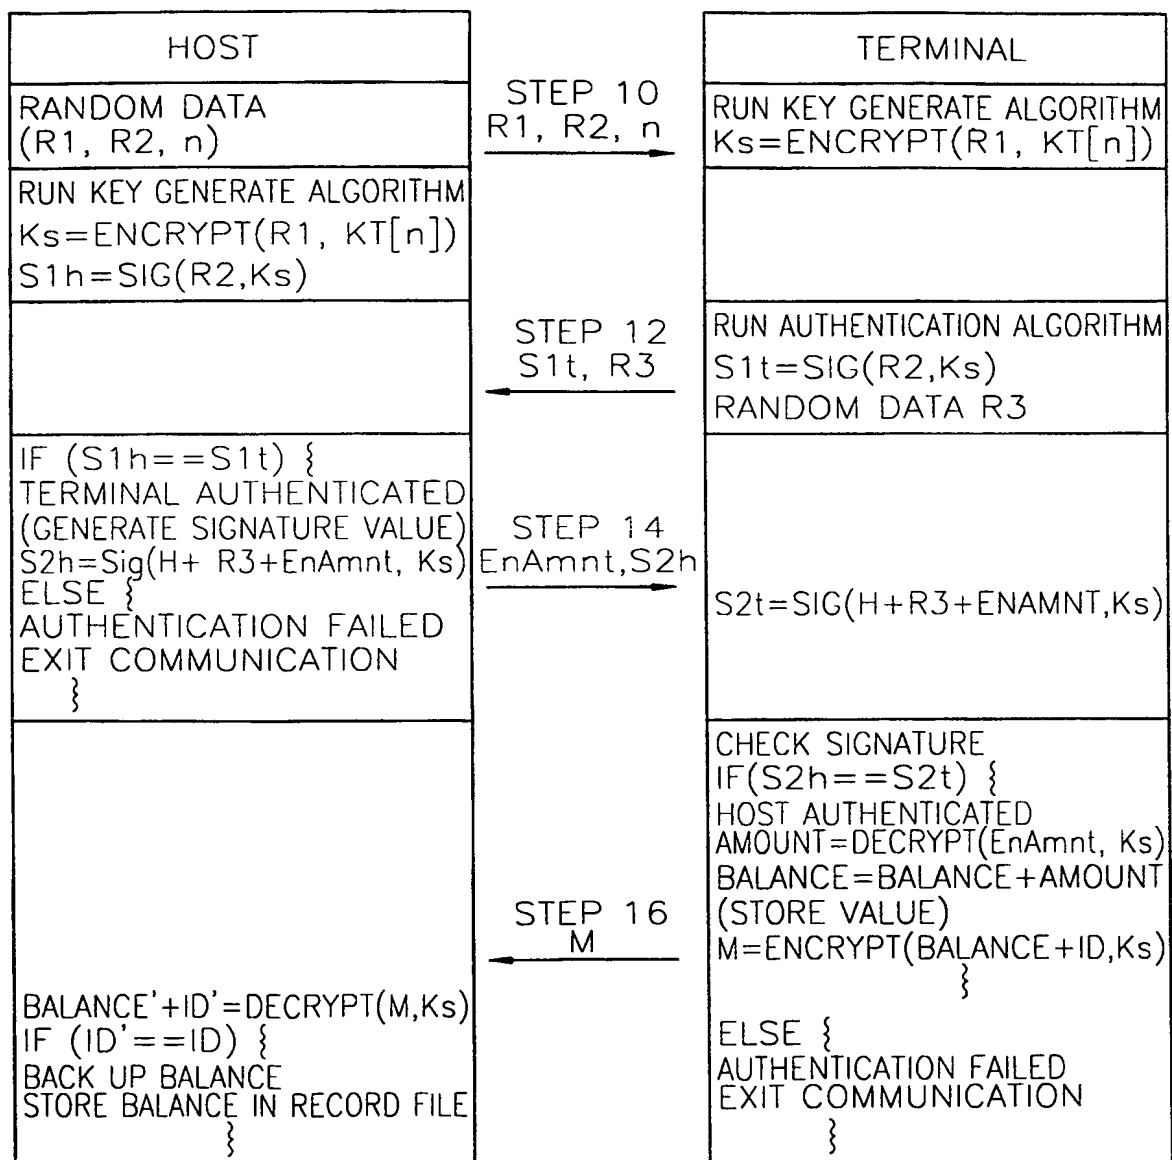 HOST
TERMINAL
RANDOM DATA
(R1, R2, n)
STEP 10
R1, R2, n
RUN KEY GENERATE ALGORITHM
Ks=ENCRYPT(R1, KT[n])
RUN KEY GENERATE ALGORITHM
Ks=ENCRYPT(R1, KT[n])
S1h=SIG(R2,Ks)
STEP 12
S1t, R3
RUN AUTHENTICATION ALGORITHM
S1t=SIG(R2,Ks)
RANDOM DATA R3
IF (S1h==S1t) {
TERMINAL AUTHENTICATED
(GENERATE SIGNATURE VALUE)
S2h=Sig(H+ R3+EnAmnt, Ks)
ELSE {
AUTHENTICATION FAILED
EXIT COMMUNICATION
}
STEP 14
EnAmnt,S2h
S2t=SIG(H+R3+ENAMNT,Ks)
CHECK SIGNATURE
IF(S2h==S2t) {
HOST AUTHENTICATED
AMOUNT=DECRYPT(EnAmnt, Ks)
BALANCE=BALANCE+AMOUNT
(STORE VALUE)
M=ENCRYPT(BALANCE+ID,Ks)
}
STEP 16
M
BALANCE'+ID'=DECRYPT(M,Ks)
IF (ID'==ID) {
BACK UP BALANCE
STORE BALANCE IN RECORD FILE
}
ELSE {
AUTHENTICATION FAILED
EXIT COMMUNICATION
}